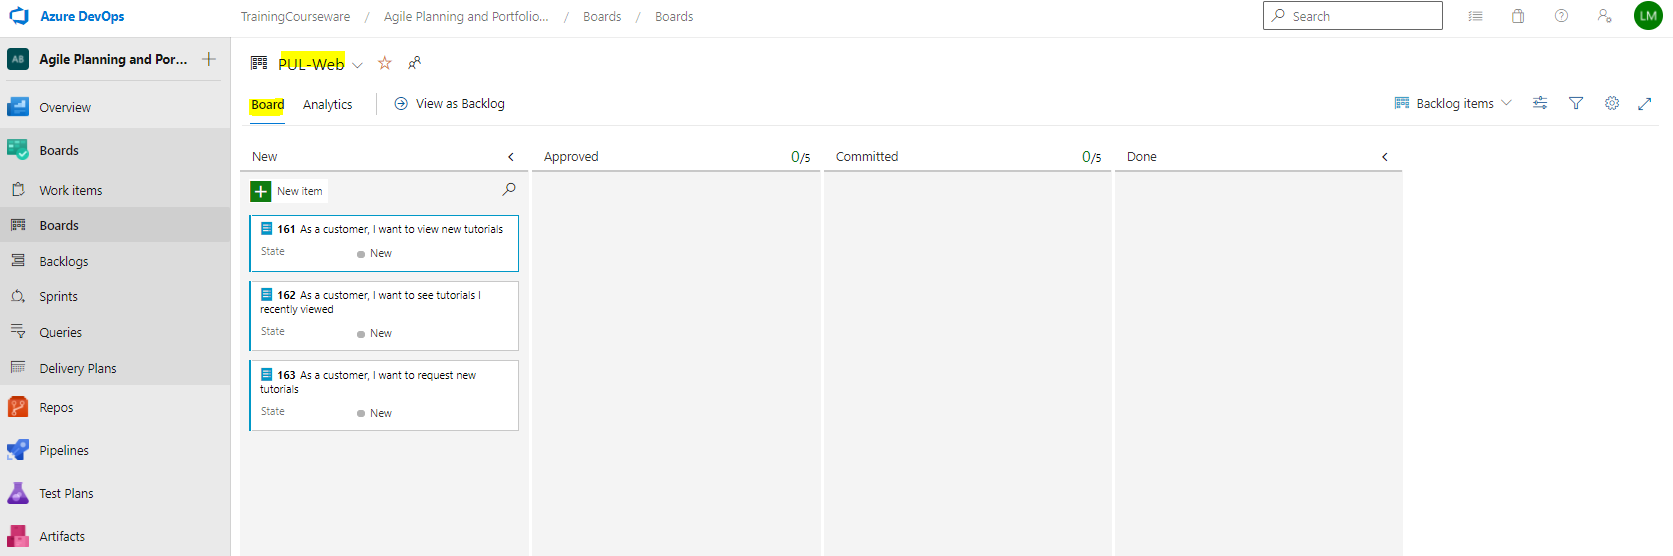 Azure DevOps
TrainingCourseware / Agile Planning and Portfolio... / Boards / Boards
Search
LM
AB Agile Planning and Por...
Overview
Boards
Work items
Boards
Backlogs
Sprints
Queries
Delivery Plans
Repos
Pipelines
Test Plans
Artifacts
PUL-Web
Board Analytics View as Backlog
Backlog items
New
Approved 0/5
Committed 0/5
Done
New item
161 As a customer, I want to view new tutorials
State New
162 As a customer, I want to see tutorials I
recently viewed
State New
163 As a customer, I want to request new
tutorials
State New